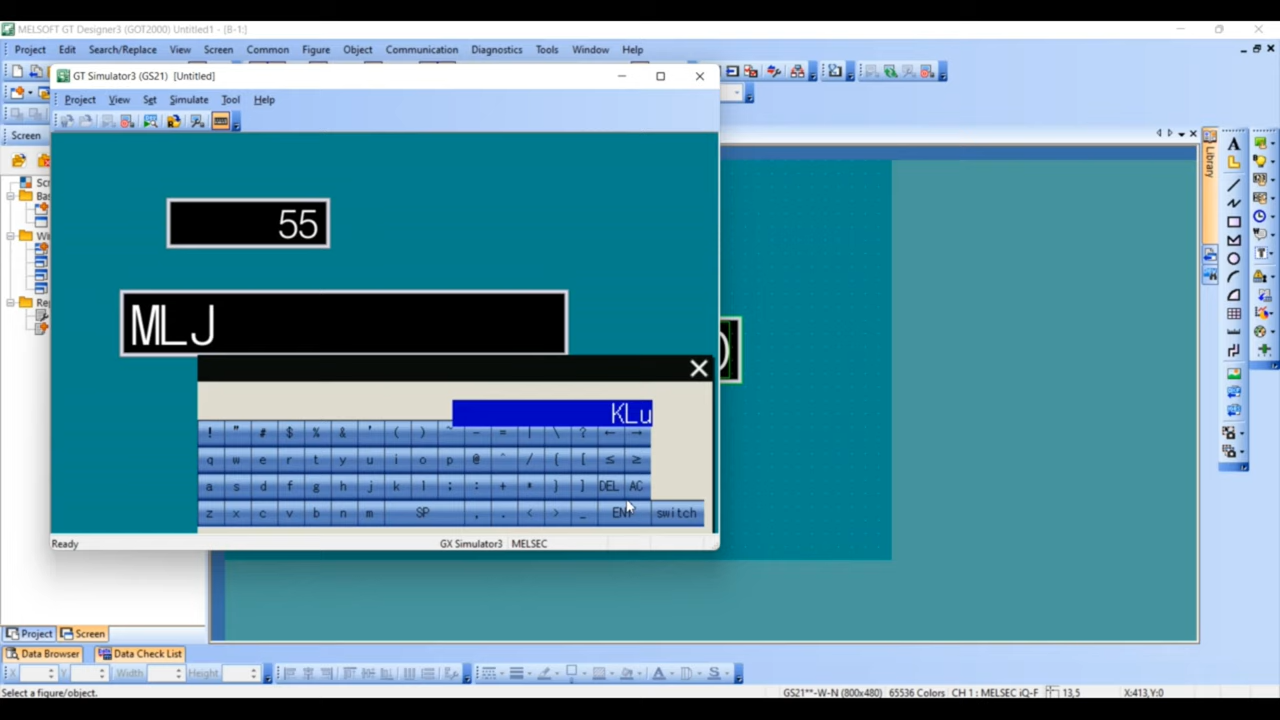 MELSOFT GT Designer3 (GOT2000) Untitled1 - [B-1:]
Project Edit Search/Replace View Screen Common Figure Object Communication Diagnostics Tools Window Help
GT Simulator3 (GS21) [Untitled]
Project View Set Simulate Tool Help
Screen
Library
55
MLJ
KLu
! " # $ % & ' ( ) ~ - = | \ ? ← →
q w e r t y u i o p @ ^ / { [ ≤ ≥
a s d f g h j k l ; : + * } ] DEL AC
z x c v b n m SP , . < > _ ENT switch
Ready GX Simulator3 MELSEC
Project Screen
Data Browser Data Check List
X Y Width Height
Select a figure/object. GS21**-W-N (800x480) 65536 Colors CH 1 : MELSEC iQ-F 13,5 X:413,Y:0